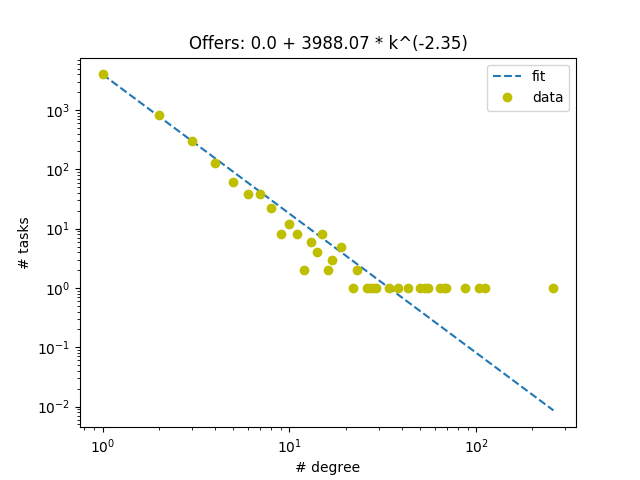 Offers: 0.0 + 3988.07 * k^(-2.35)
fit
data
10^3
10^2
10^1
10^0
10^-1
10^-2
# tasks
10^0 10^1 10^2
# degree